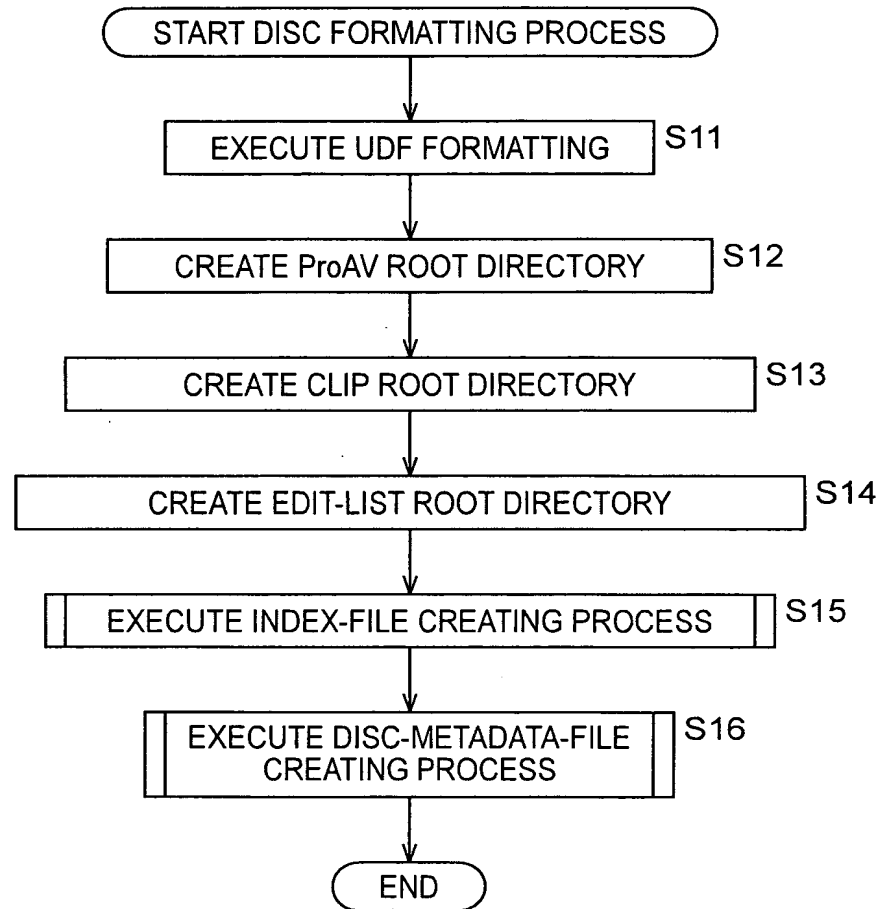 START DISC FORMATTING PROCESS
EXECUTE UDF FORMATTING
S11
CREATE ProAV ROOT DIRECTORY
S12
CREATE CLIP ROOT DIRECTORY
S13
CREATE EDIT-LIST ROOT DIRECTORY
S14
EXECUTE INDEX-FILE CREATING PROCESS
S15
EXECUTE DISC-METADATA-FILE
CREATING PROCESS
S16
END